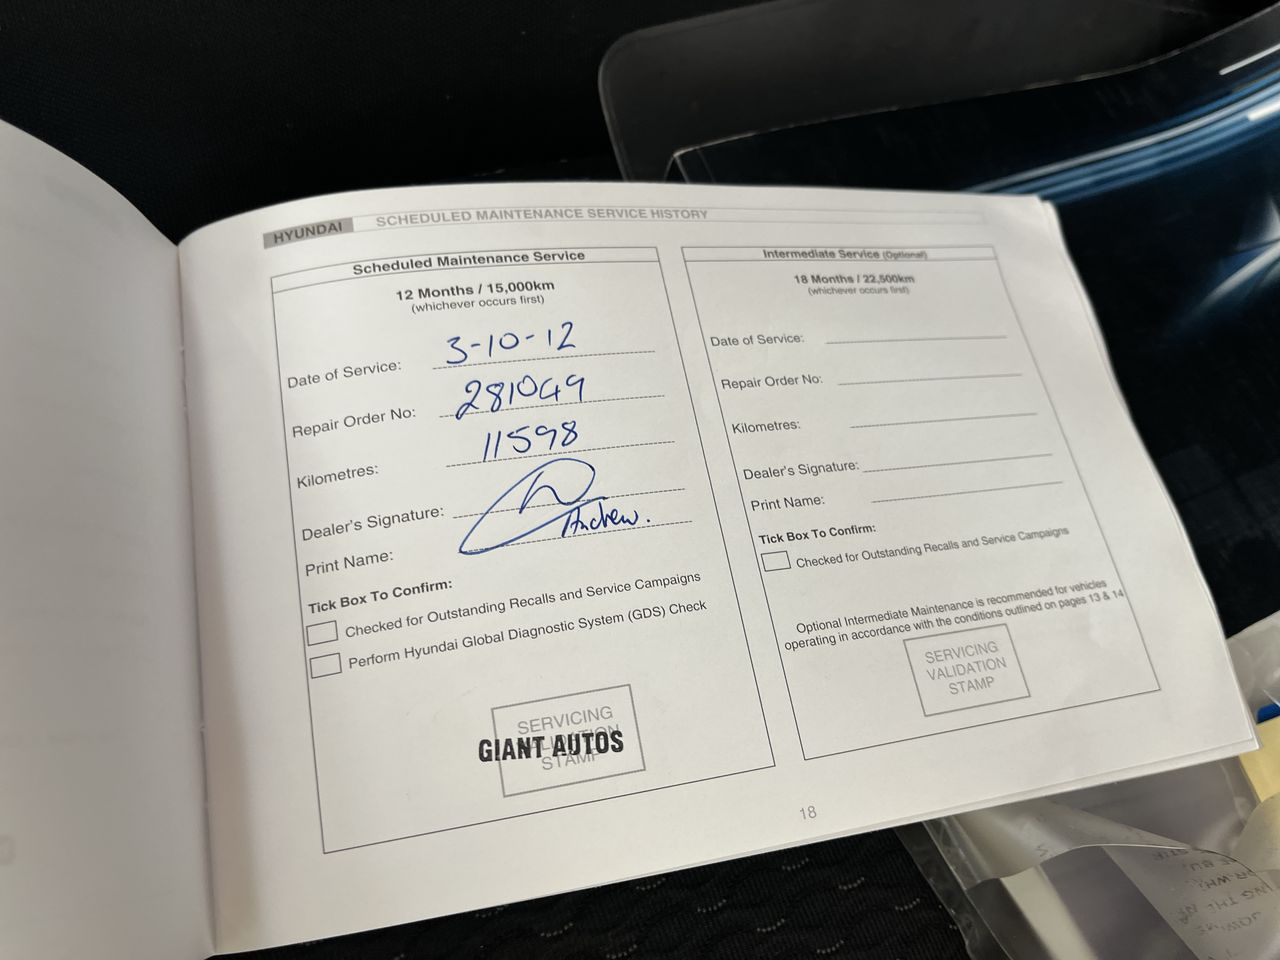 HYUNDAI SCHEDULED MAINTENANCE SERVICE HISTORY
Scheduled Maintenance Service
12 Months / 15,000km
(whichever occurs first)
Date of Service: 3-10-12
Repair Order No: 281049
Kilometres: 11598
Dealer's Signature:
Print Name: Andrew.
Tick Box To Confirm:
Checked for Outstanding Recalls and Service Campaigns
Perform Hyundai Global Diagnostic System (GDS) Check
SERVICING
VALIDATION
STAMP
GIANT AUTOS
Intermediate Service (Optional)
18 Months / 22,500km
(whichever occurs first)
Date of Service:
Repair Order No:
Kilometres:
Dealer's Signature:
Print Name:
Tick Box To Confirm:
Checked for Outstanding Recalls and Service Campaigns
Optional Intermediate Maintenance is recommended for vehicles
operating in accordance with the conditions outlined on pages 13 & 14
SERVICING
VALIDATION
STAMP
18